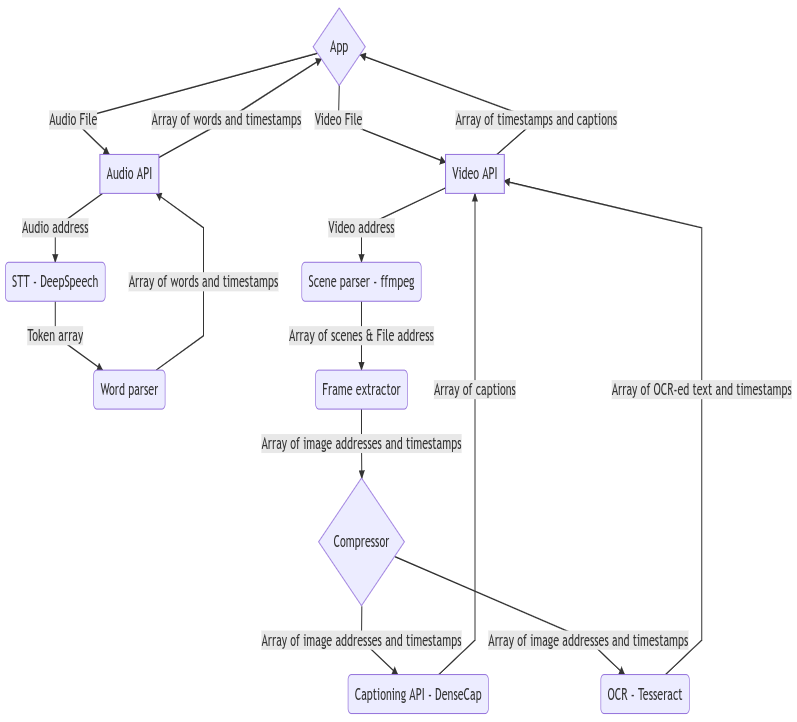 App
Audio File
Array of words and timestamps
Video File
Array of timestamps and captions
Audio API
Video API
Audio address
Video address
STT - DeepSpeech
Array of words and timestamps
Scene parser - ffmpeg
Token array
Array of scenes & File address
Word parser
Frame extractor
Array of captions
Array of OCR-ed text and timestamps
Array of image addresses and timestamps
Compressor
Array of image addresses and timestamps
Array of image addresses and timestamps
Captioning API - DenseCap
OCR - Tesseract